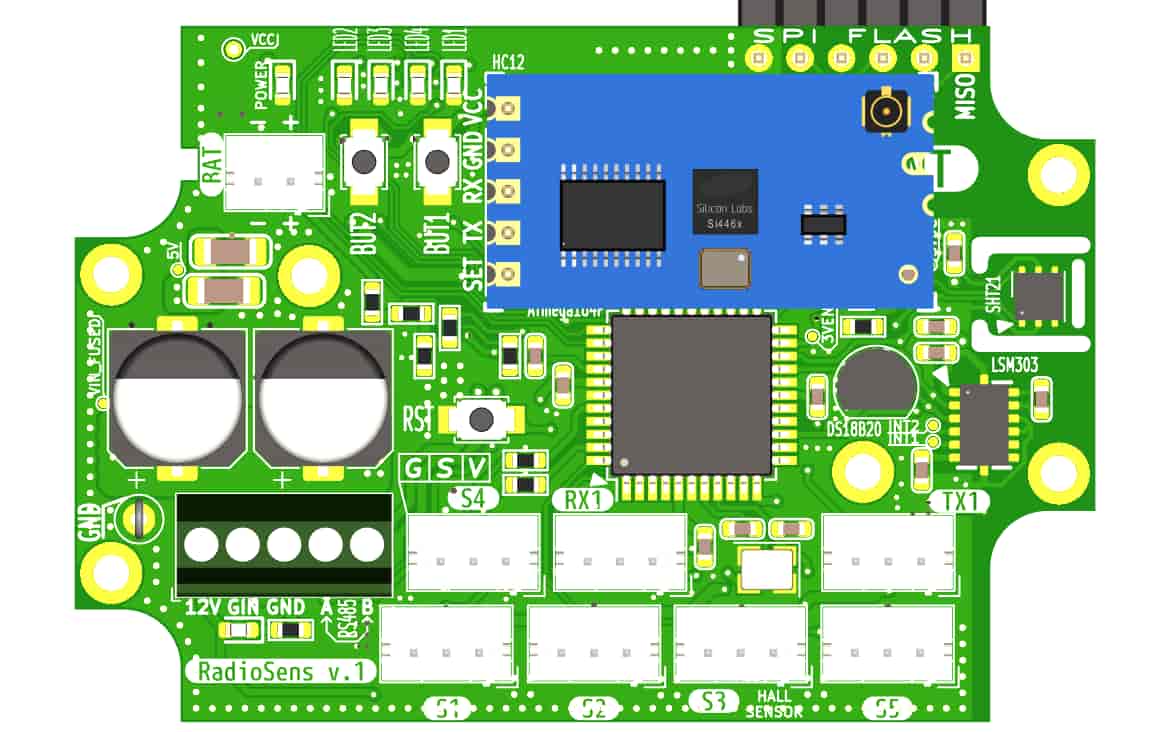 SPI FLASH
VCC
LED2
LED3
LED4
LED1
HC12
POWER
MISO
- +
RAT
- +
BUT2
BUT1
VCC
GND
RX
TX
SET
Silicon Labs
Si446x
T
5V
SHT21
VIN_FUSED
3VEN
LSM303
RST
DS18B20
INT2
INT1
+
+
G S V
S4
RX1
TX1
GND
12V GIN GND A B
RS485
RadioSens v.1
S1
S2
S3
HALL
SENSOR
S5